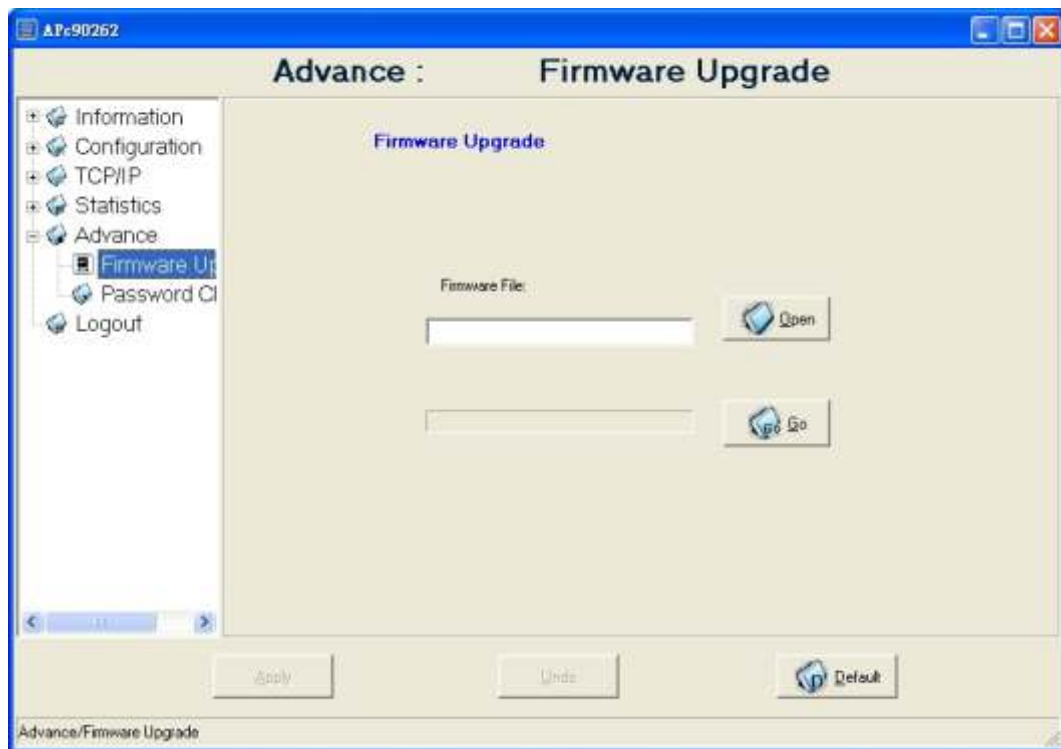 APc90262
Advance : Firmware Upgrade
Information
Configuration
TCP/IP
Statistics
Advance
Firmware Up
Password Cl
Logout
Firmware Upgrade
Firmware File:
Open
Go
Apply
Undo
Default
Advance/Firmware Upgrade